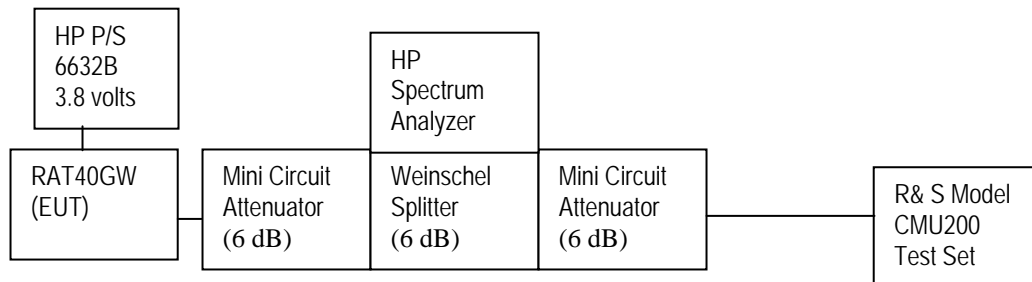 HP P/S
6632B
3.8 volts
HP
Spectrum
Analyzer
RAT40GW
(EUT)
Mini Circuit
Attenuator
(6 dB)
Weinschel
Splitter
(6 dB)
Mini Circuit
Attenuator
(6 dB)
R& S Model
CMU200
Test Set